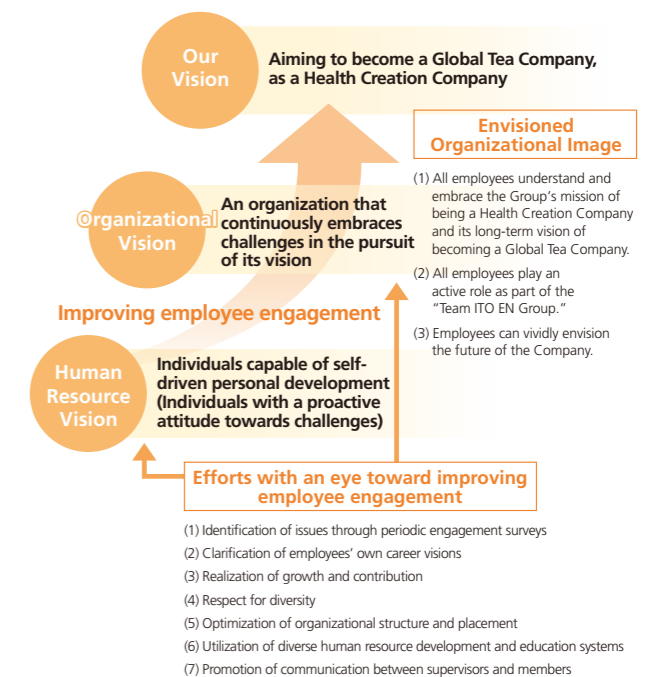 Our
Vision
Aiming to become a Global Tea Company,
as a Health Creation Company
Envisioned
Organizational Image
(1) All employees understand and
embrace the Group’s mission of
being a Health Creation Company
and its long-term vision of
becoming a Global Tea Company.
(2) All employees play an
active role as part of the
“Team ITO EN Group.”
(3) Employees can vividly envision
the future of the Company.
Organizational
Vision
An organization that
continuously embraces
challenges in the pursuit
of its vision
Improving employee engagement
Human
Resource
Vision
Individuals capable of self-
driven personal development
(Individuals with a proactive
attitude towards challenges)
Efforts with an eye toward improving
employee engagement
(1) Identification of issues through periodic engagement surveys
(2) Clarification of employees’ own career visions
(3) Realization of growth and contribution
(4) Respect for diversity
(5) Optimization of organizational structure and placement
(6) Utilization of diverse human resource development and education systems
(7) Promotion of communication between supervisors and members